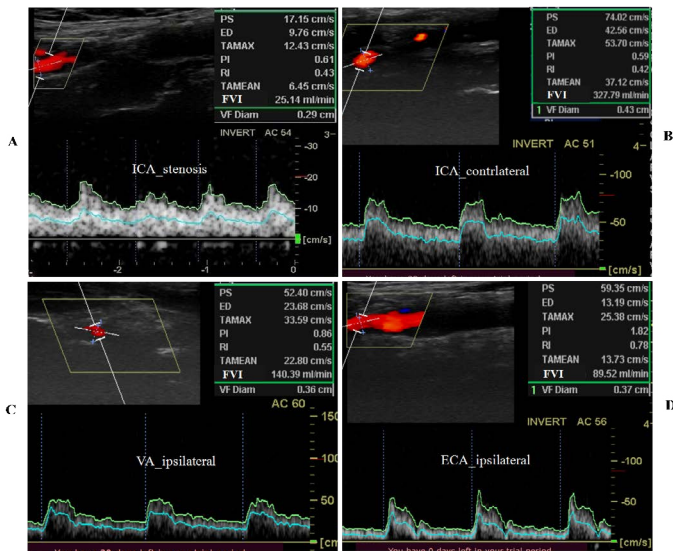 A
PS 17.15 cm/s
ED 9.76 cm/s
TAMAX 12.43 cm/s
PI 0.61
RI 0.43
TAMEAN 6.45 cm/s
FVI 25.14 ml/min
VF Diam 0.29 cm
INVERT AC 54
3-
ICA_stenosis
-30
-20
-10
[cm/s]
-2
-1
0
B
PS 74.02 cm/s
ED 42.56 cm/s
TAMAX 53.70 cm/s
PI 0.59
RI 0.42
TAMEAN 37.12 cm/s
FVI 327.79 ml/min
1 VF Diam 0.43 cm
INVERT AC 51
4-
ICA_contrlateral
-100
-50
[cm/s]
C
PS 52.40 cm/s
ED 23.68 cm/s
TAMAX 33.59 cm/s
PI 0.86
RI 0.55
TAMEAN 22.80 cm/s
FVI 140.39 ml/min
VF Diam 0.36 cm
AC 60
150
VA_ipsilateral
100
50
[cm/
D
PS 59.35 cm/s
ED 13.19 cm/s
TAMAX 25.38 cm/s
PI 1.82
RI 0.78
TAMEAN 13.73 cm/s
FVI 89.52 ml/min
1 VF Diam 0.37 cm
INVERT AC 56
4-
ECA_ipsilateral
-100
-50
[cm/s]
You have 0 days left in your trial period